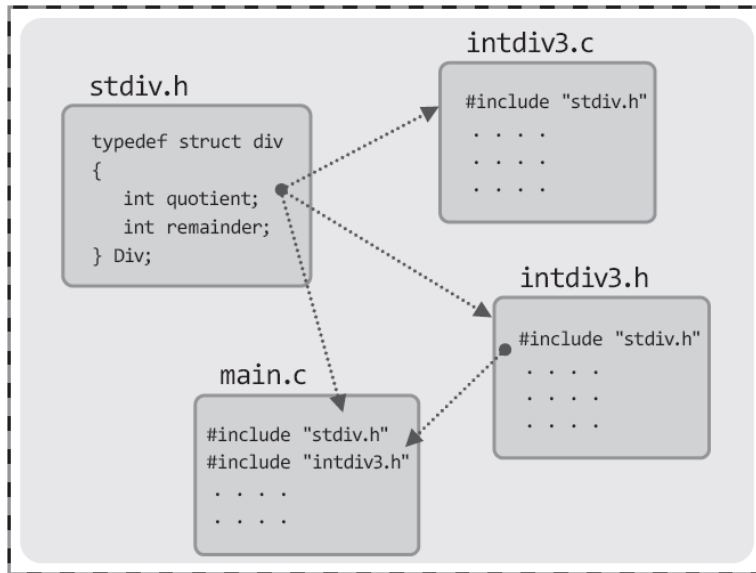 stdiv.h
typedef struct div
{
int quotient;
int remainder;
} Div;
intdiv3.c
#include "stdiv.h"
. . . .
. . . .
. . . .
intdiv3.h
#include "stdiv.h"
. . . .
. . . .
. . . .
main.c
#include "stdiv.h"
#include "intdiv3.h"
. . . .
. . . .